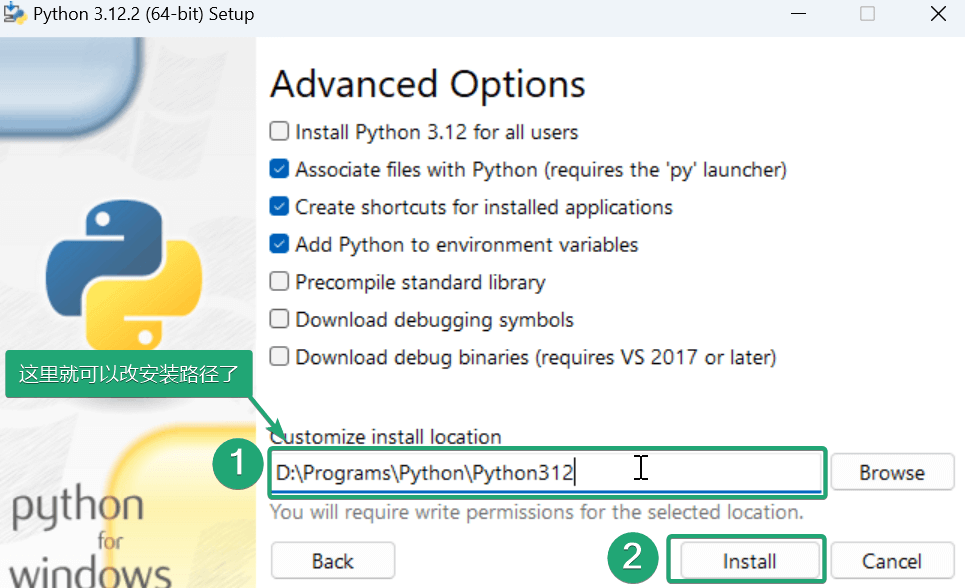 Python 3.12.2 (64-bit) Setup
Advanced Options
Install Python 3.12 for all users
Associate files with Python (requires the 'py' launcher)
Create shortcuts for installed applications
Add Python to environment variables
Precompile standard library
Download debugging symbols
Download debug binaries (requires VS 2017 or later)
这里就可以改安装路径了
Customize install location
1
D:\Programs\Python\Python312
Browse
You will require write permissions for the selected location.
python
for
windows
Back
2
Install
Cancel